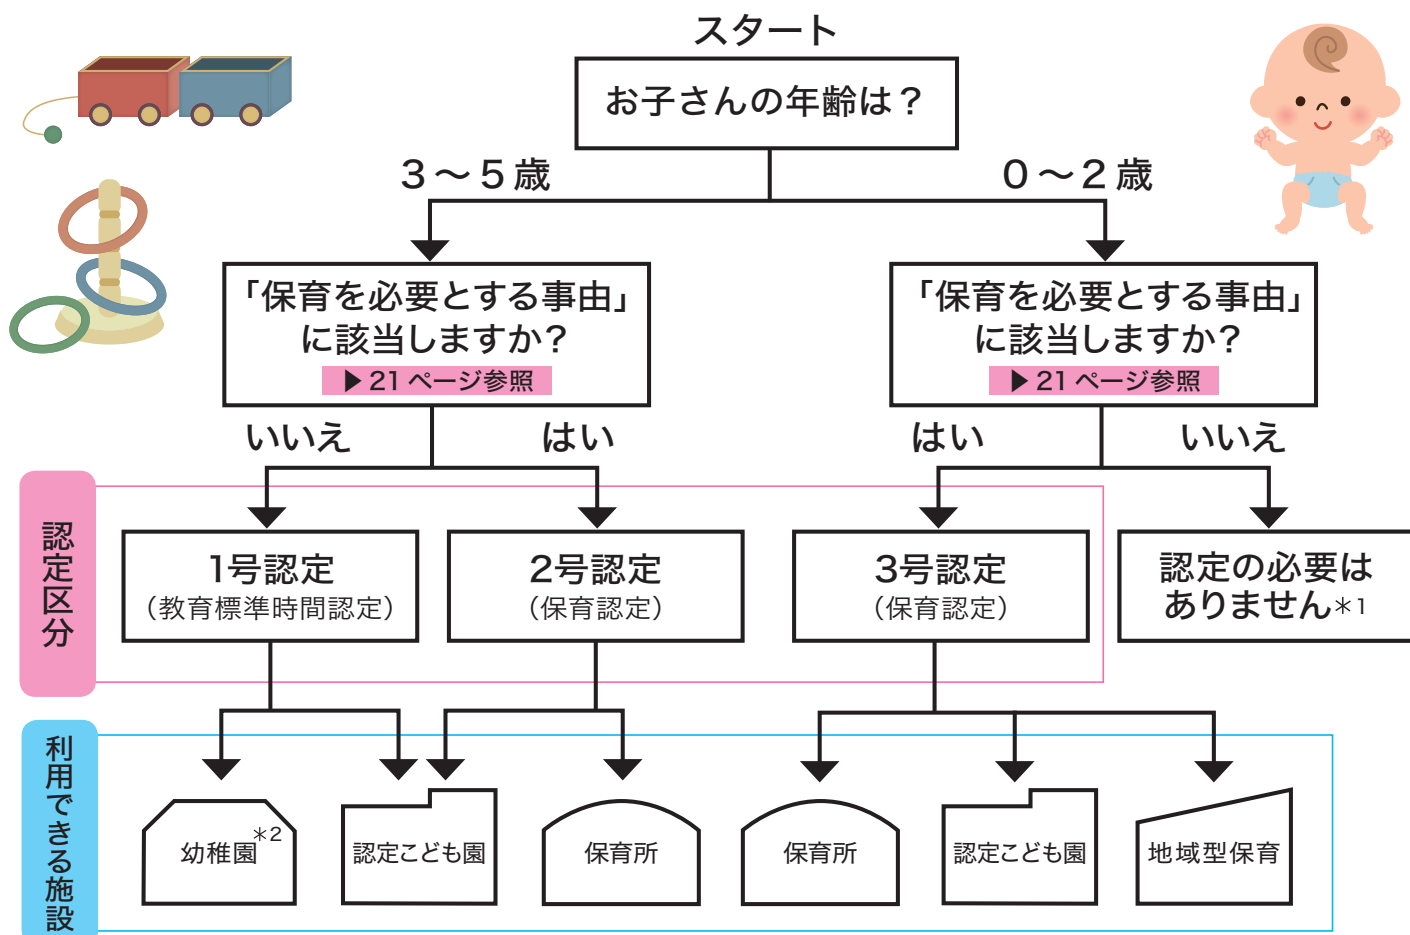 スタート
お子さんの年齢は？
3～5歳
0～2歳
「保育を必要とする事由」
に該当しますか？
▶21ページ参照
「保育を必要とする事由」
に該当しますか？
▶21ページ参照
いいえ
はい
はい
いいえ
認定区分
1号認定
（教育標準時間認定）
2号認定
（保育認定）
3号認定
（保育認定）
認定の必要は
ありません＊1
利用できる施設
幼稚園＊2
認定こども園
保育所
保育所
認定こども園
地域型保育